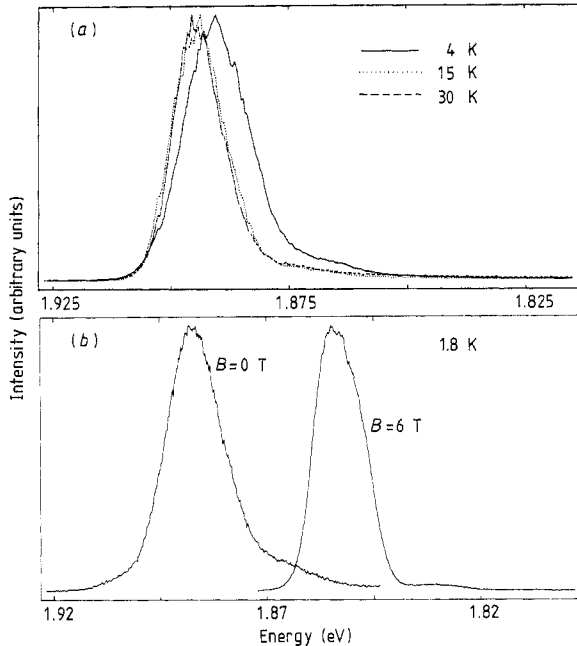 (a)
4 K
15 K
30 K
1.925
1.875
1.825
Intensity (arbitrary units)
(b)
1.8 K
B=0 T
B=6 T
1.92
1.87
1.82
Energy (eV)